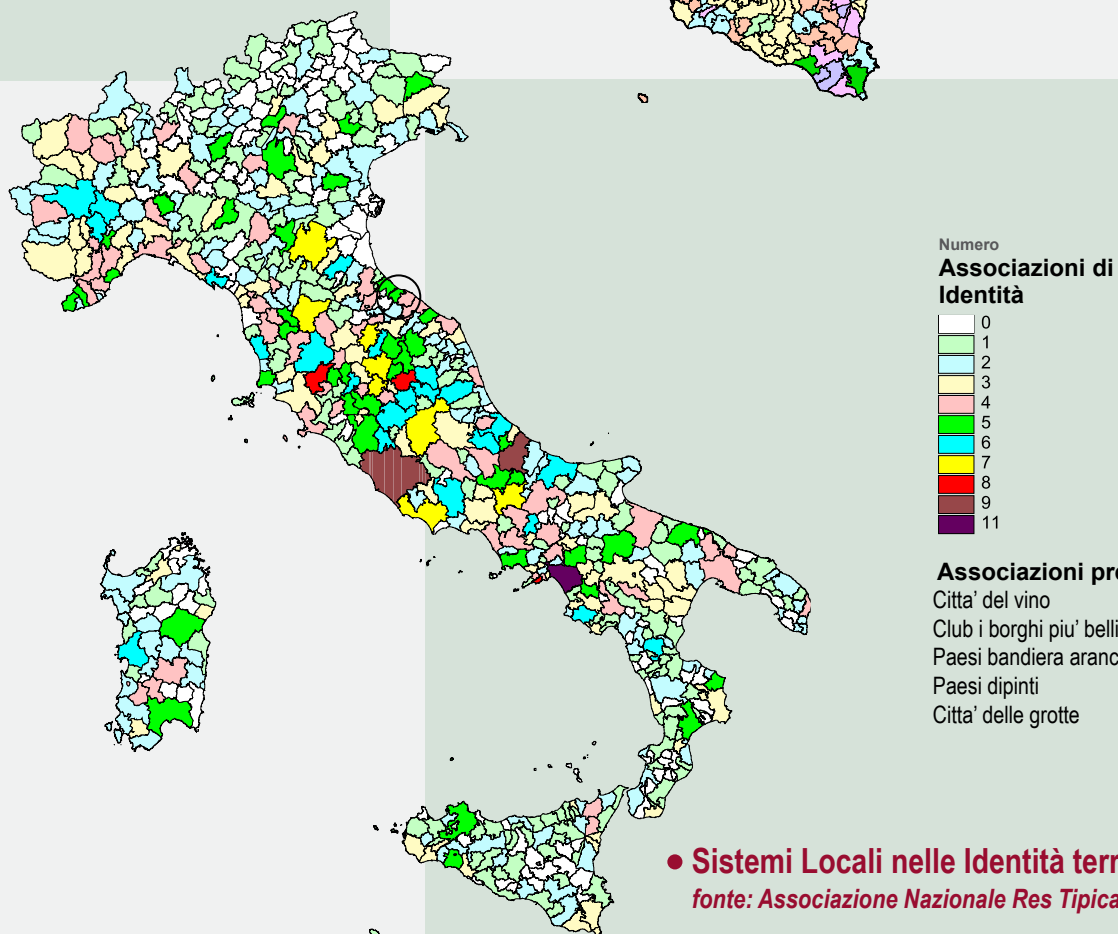 Numero
Associazioni di
Identità
0
1
2
3
4
5
6
7
8
9
11
Associazioni pro
Citta' del vino
Club i borghi piu' belli
Paesi bandiera aranc
Paesi dipinti
Citta' delle grotte
• Sistemi Locali nelle Identità terr
fonte: Associazione Nazionale Res Tipica